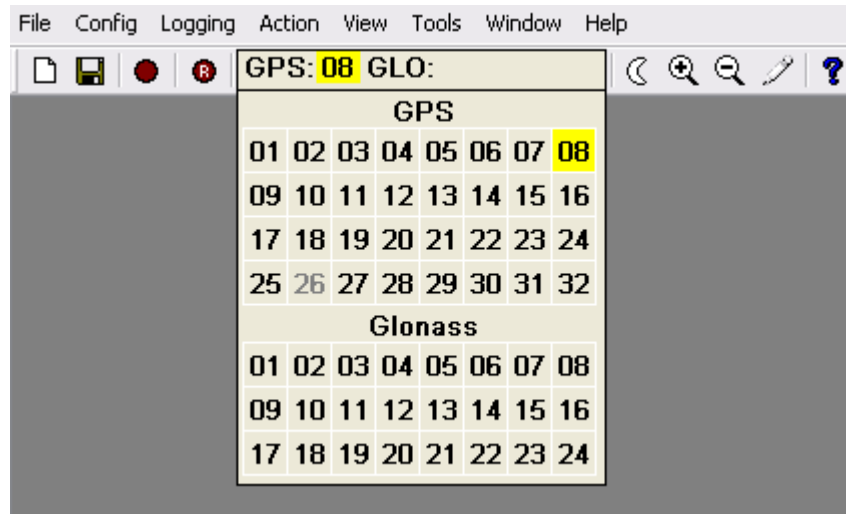 File Config Logging Action View Tools Window Help
R GPS: 08 GLO: ?
GPS
01 02 03 04 05 06 07 08
09 10 11 12 13 14 15 16
17 18 19 20 21 22 23 24
25 26 27 28 29 30 31 32
Glonass
01 02 03 04 05 06 07 08
09 10 11 12 13 14 15 16
17 18 19 20 21 22 23 24